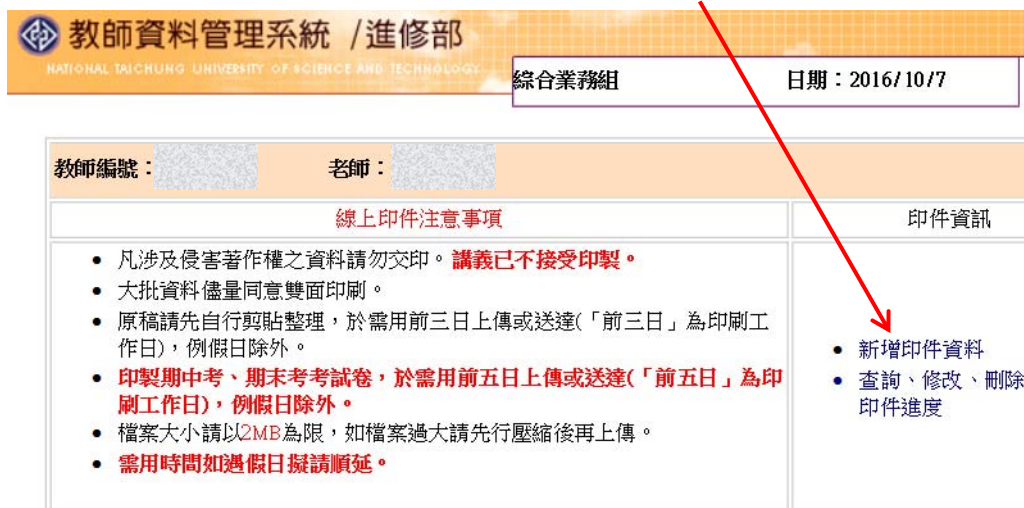 教師資料管理系統 /進修部
NATIONAL TAICHUNG UNIVERSITY OF SCIENCE AND TECHNOLOGY
綜合業務組 日期：2016/10/7
教師編號： 老師：
線上印件注意事項 印件資訊
• 凡涉及侵害著作權之資料請勿交印。講義已不接受印製。
• 大批資料儘量同意雙面印刷。
• 原稿請先自行剪貼整理，於需用前三日上傳或送達(「前三日」為印刷工
作日)，例假日除外。
• 印製期中考、期末考考試卷，於需用前五日上傳或送達(「前五日」為印
刷工作日)，例假日除外。
• 檔案大小請以2MB為限，如檔案過大請先行壓縮後再上傳。
• 需用時間如遇假日擬請順延。
• 新增印件資料
• 查詢、修改、刪除
印件進度